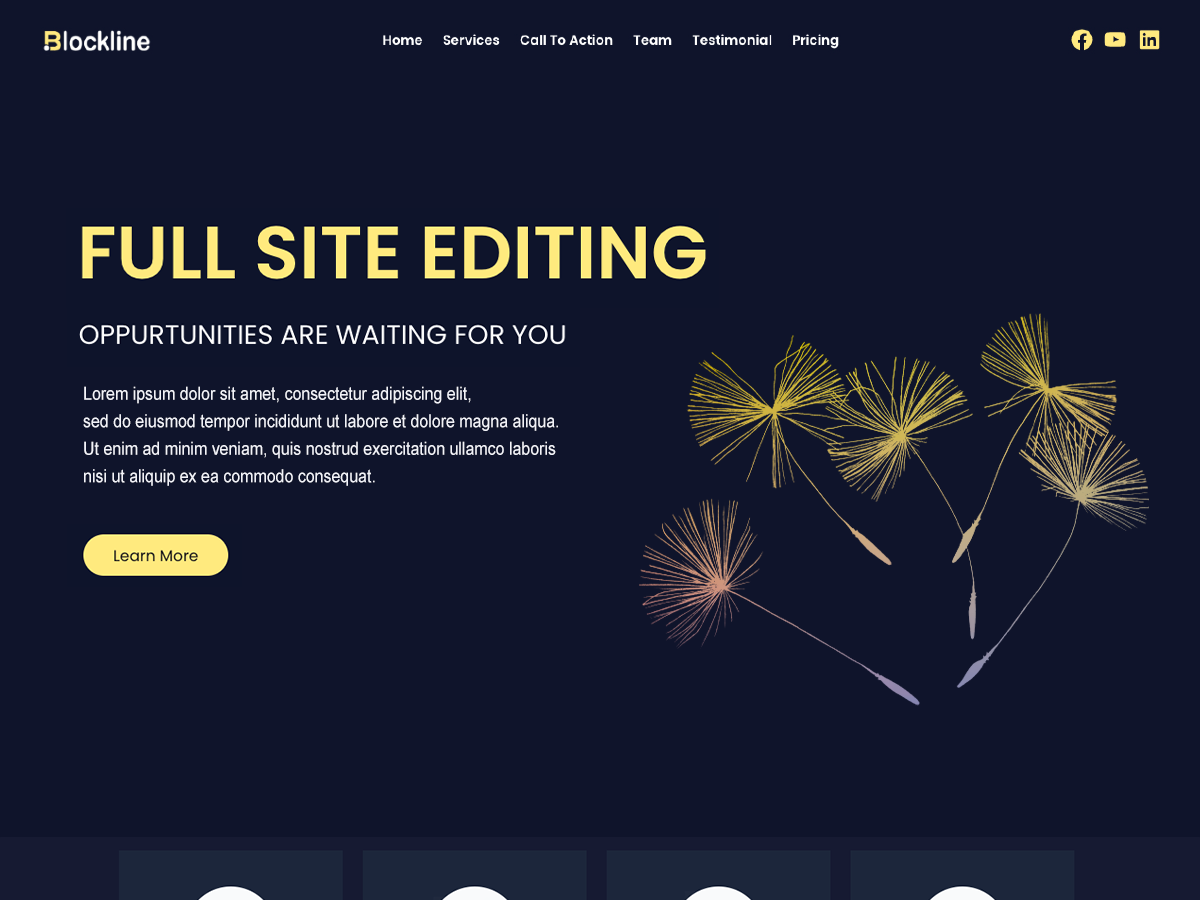 Blockline
Home Services Call To Action Team Testimonial Pricing
FULL SITE EDITING
OPPURTUNITIES ARE WAITING FOR YOU
Lorem ipsum dolor sit amet, consectetur adipiscing elit,
sed do eiusmod tempor incididunt ut labore et dolore magna aliqua.
Ut enim ad minim veniam, quis nostrud exercitation ullamco laboris
nisi ut aliquip ex ea commodo consequat.
Learn More